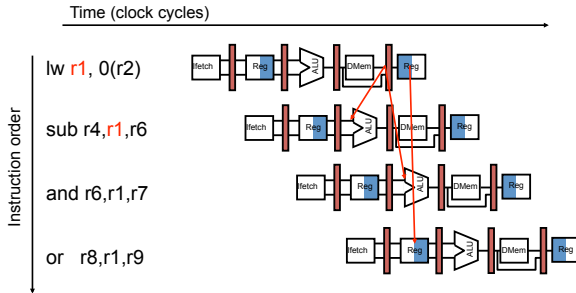 Time (clock cycles)
Instruction order
lw r1, 0(r2)
Ifetch Reg ALU DMem Reg
sub r4,r1,r6
Ifetch Reg ALU DMem Reg
and r6,r1,r7
Ifetch Reg ALU DMem Reg
or r8,r1,r9
Ifetch Reg ALU DMem Reg